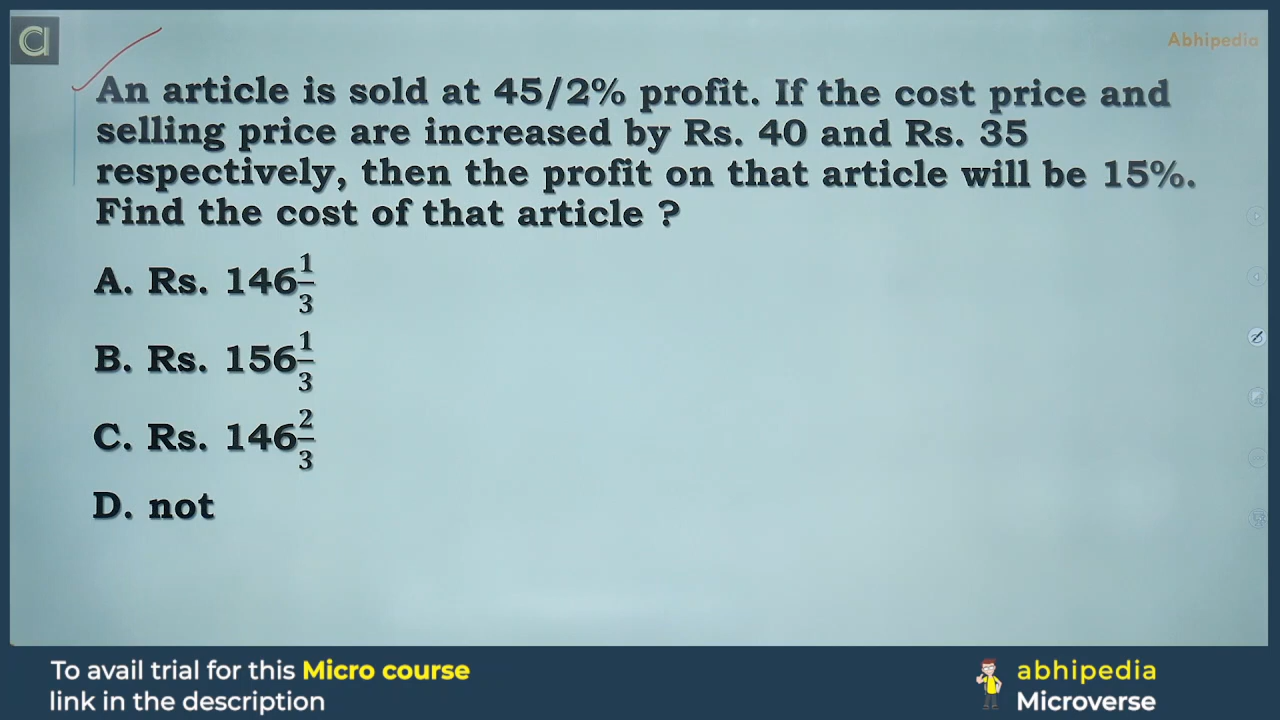 a
Abhipedia
An article is sold at 45/2% profit. If the cost price and
selling price are increased by Rs. 40 and Rs. 35
respectively, then the profit on that article will be 15%.
Find the cost of that article ?
A. Rs. 146 1/3
B. Rs. 156 1/3
C. Rs. 146 2/3
D. not
To avail trial for this Micro course
link in the description
abhipedia
Microverse